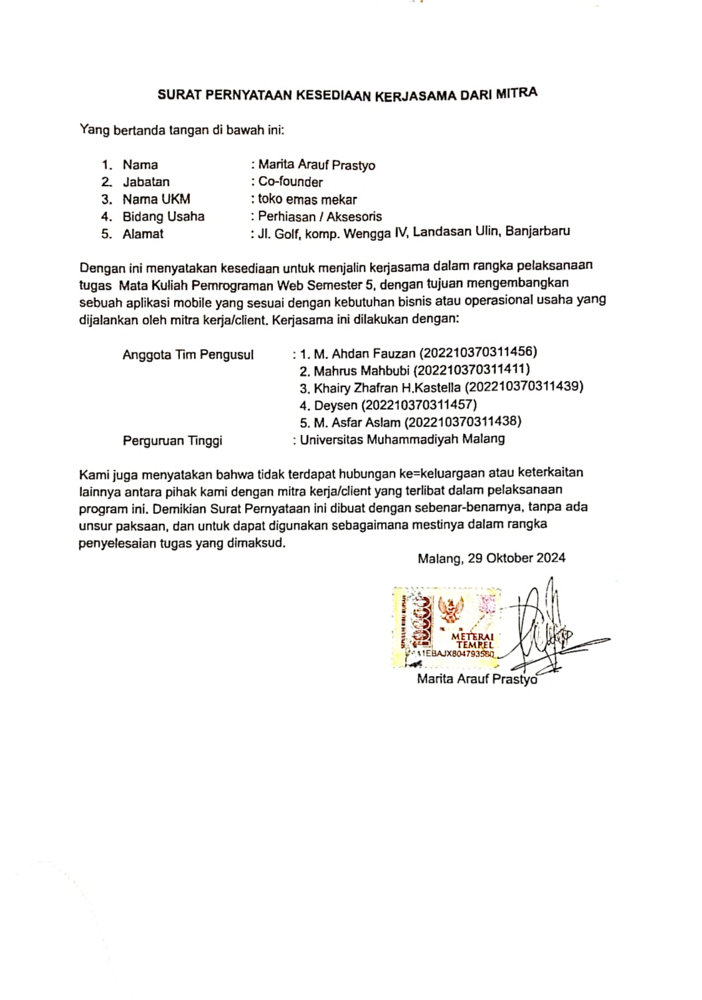 SURAT PERNYATAAN KESEDIAAN KERJASAMA DARI MITRA
Yang bertanda tangan di bawah ini:
1. Nama : Marita Arauf Prastyo
2. Jabatan : Co-founder
3. Nama UKM : toko emas mekar
4. Bidang Usaha : Perhiasan / Aksesoris
5. Alamat : Jl. Golf, komp. Wengga IV, Landasan Ulin, Banjarbaru
Dengan ini menyatakan kesediaan untuk menjalin kerjasama dalam rangka pelaksanaan
tugas Mata Kuliah Pemrograman Web Semester 5, dengan tujuan mengembangkan
sebuah aplikasi mobile yang sesuai dengan kebutuhan bisnis atau operasional usaha yang
dijalankan oleh mitra kerja/client. Kerjasama ini dilakukan dengan:
Anggota Tim Pengusul : 1. M. Ahdan Fauzan (202210370311456)
2. Mahrus Mahbubi (202210370311411)
3. Khairy Zhafran H.Kastella (202210370311439)
4. Deysen (202210370311457)
5. M. Asfar Aslam (202210370311438)
Perguruan Tinggi : Universitas Muhammadiyah Malang
Kami juga menyatakan bahwa tidak terdapat hubungan ke=keluargaan atau keterkaitan
lainnya antara pihak kami dengan mitra kerja/client yang terlibat dalam pelaksanaan
program ini. Demikian Surat Pernyataan ini dibuat dengan sebenar-benarnya, tanpa ada
unsur paksaan, dan untuk dapat digunakan sebagaimana mestinya dalam rangka
penyelesaian tugas yang dimaksud.
Malang, 29 Oktober 2024
SEPULUH RIBU RUPIAH
10000
METERAI
TEMPEL
1EBAJX804793580
Marita Arauf Prastyo